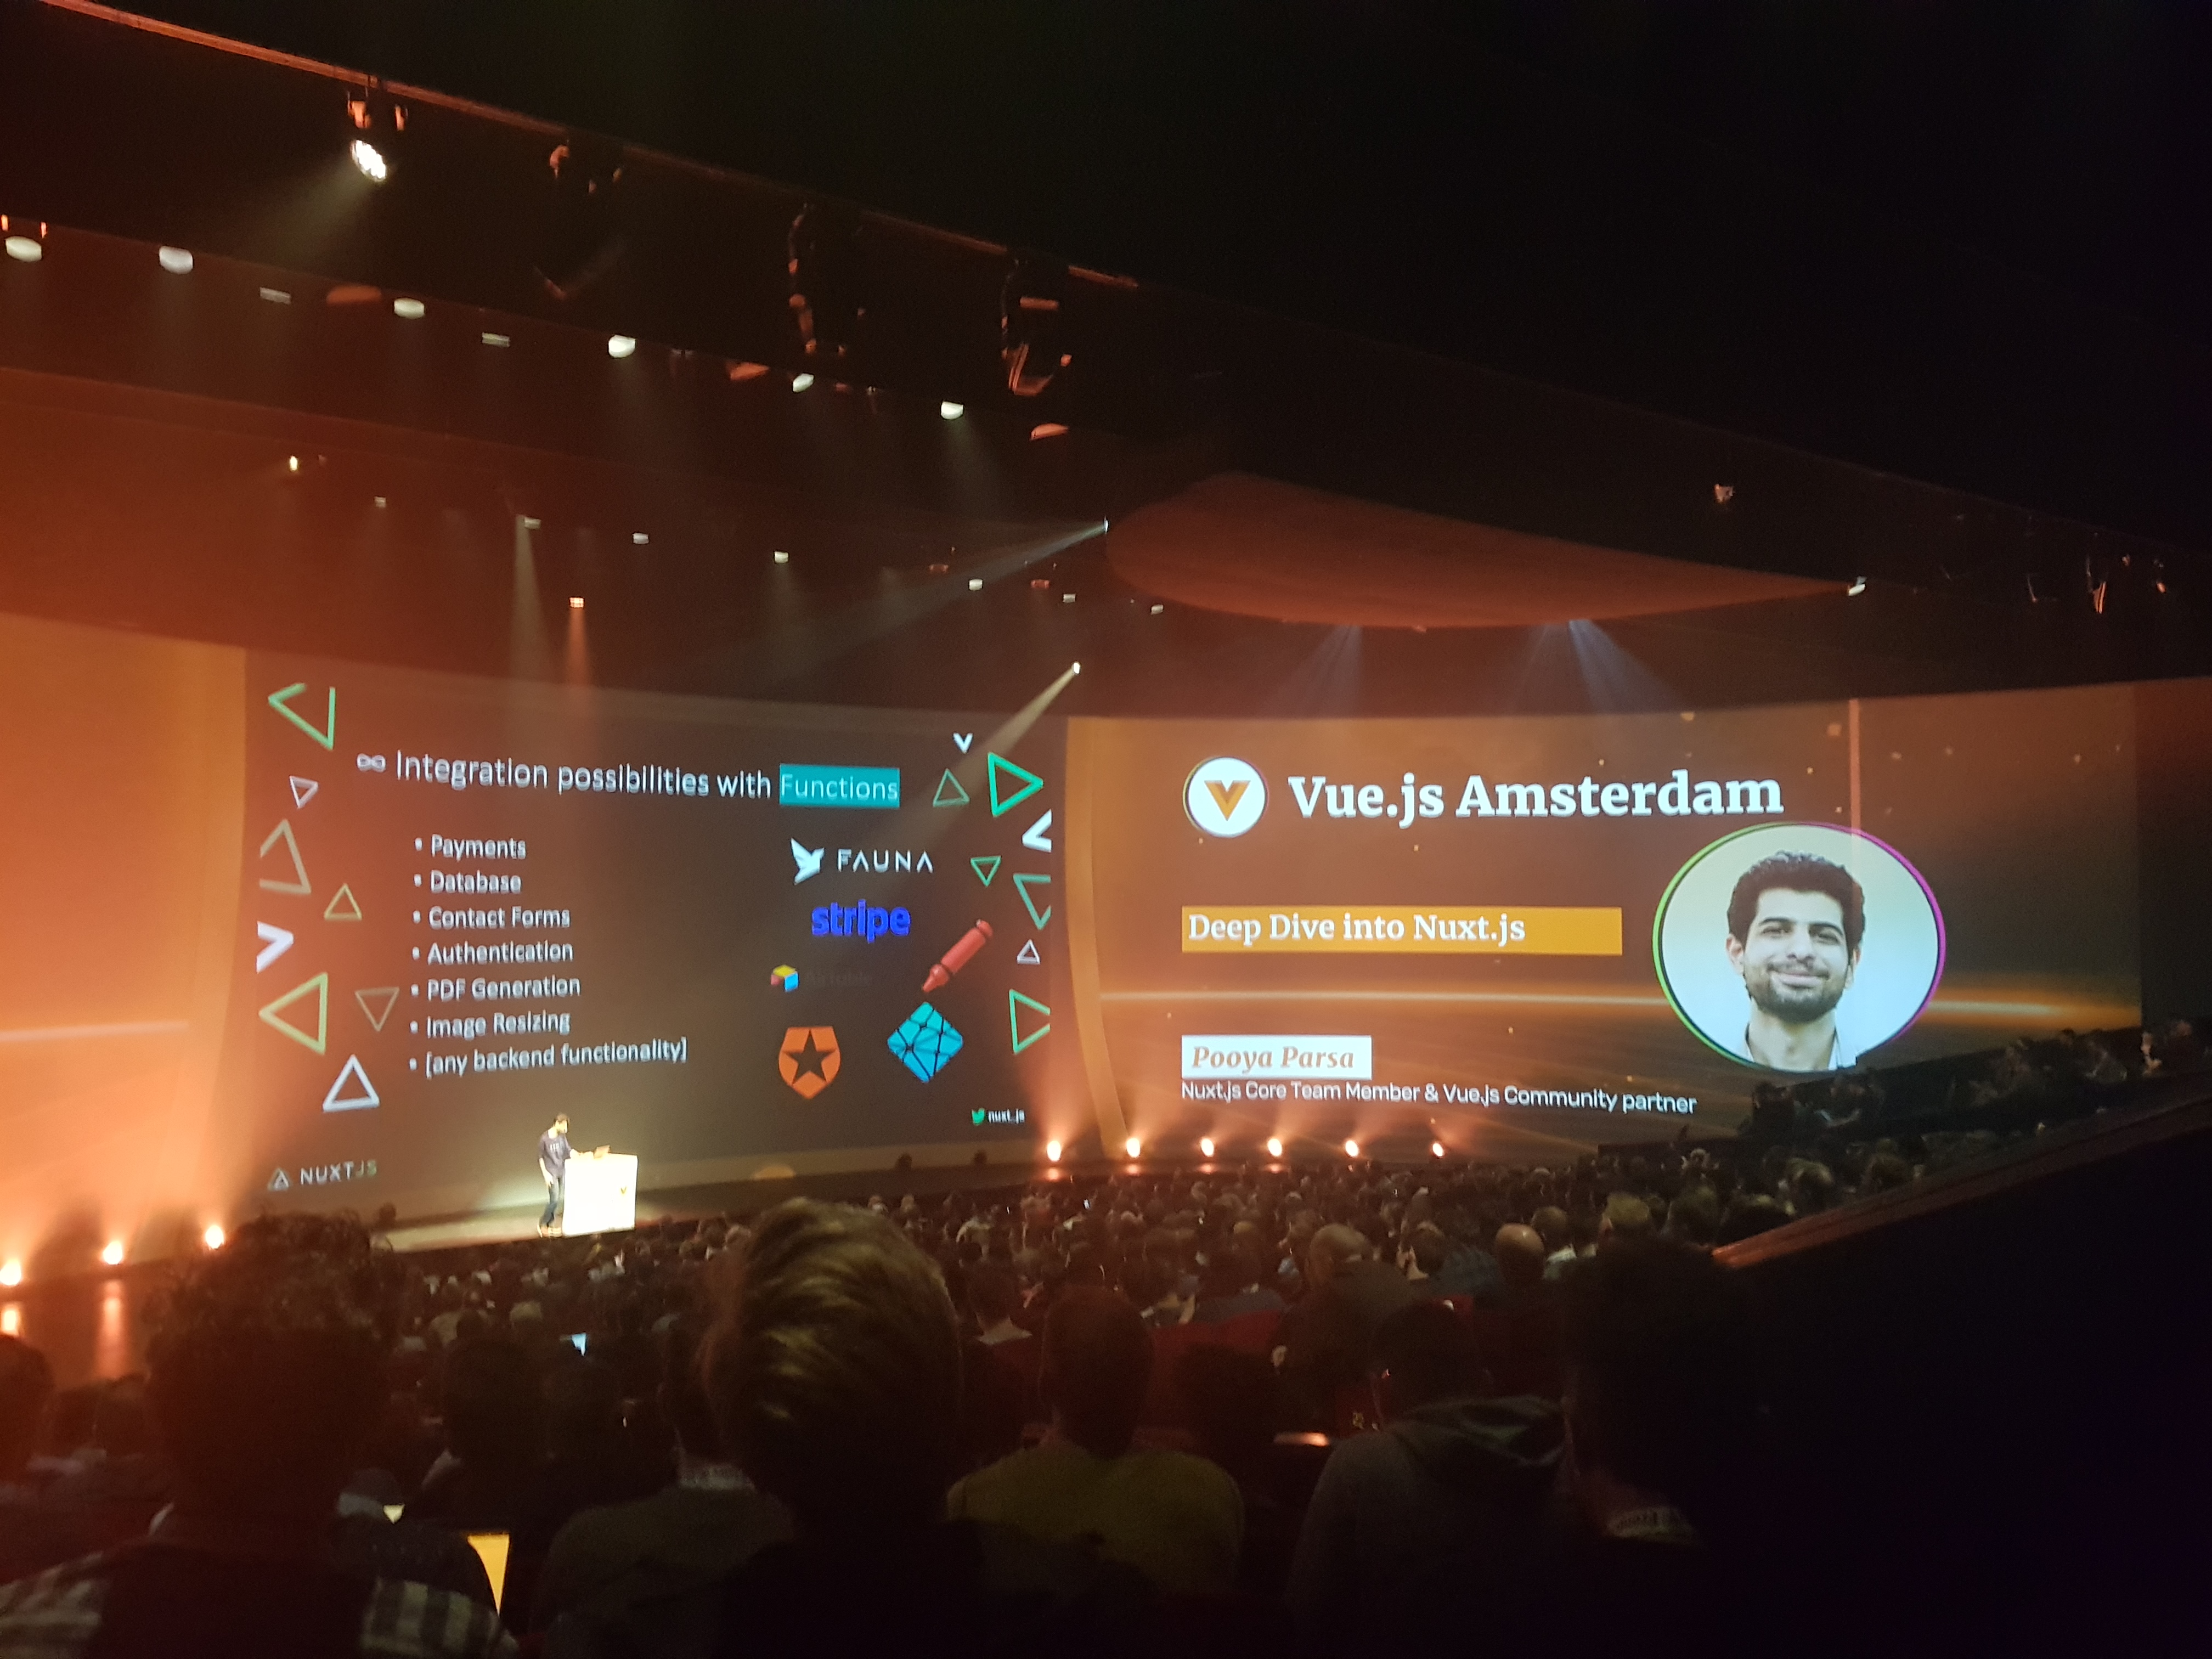 ∞ Integration possibilities with Functions
• Payments
• Database
• Contact Forms
• Authentication
• PDF Generation
• Image Resizing
• [any backend functionality]
FAUNA
stripe
Airtable
nuxt_js
NUXTJS
Vue.js Amsterdam
Deep Dive into Nuxt.js
Pooya Parsa
Nuxt.js Core Team Member & Vue.js Community partner